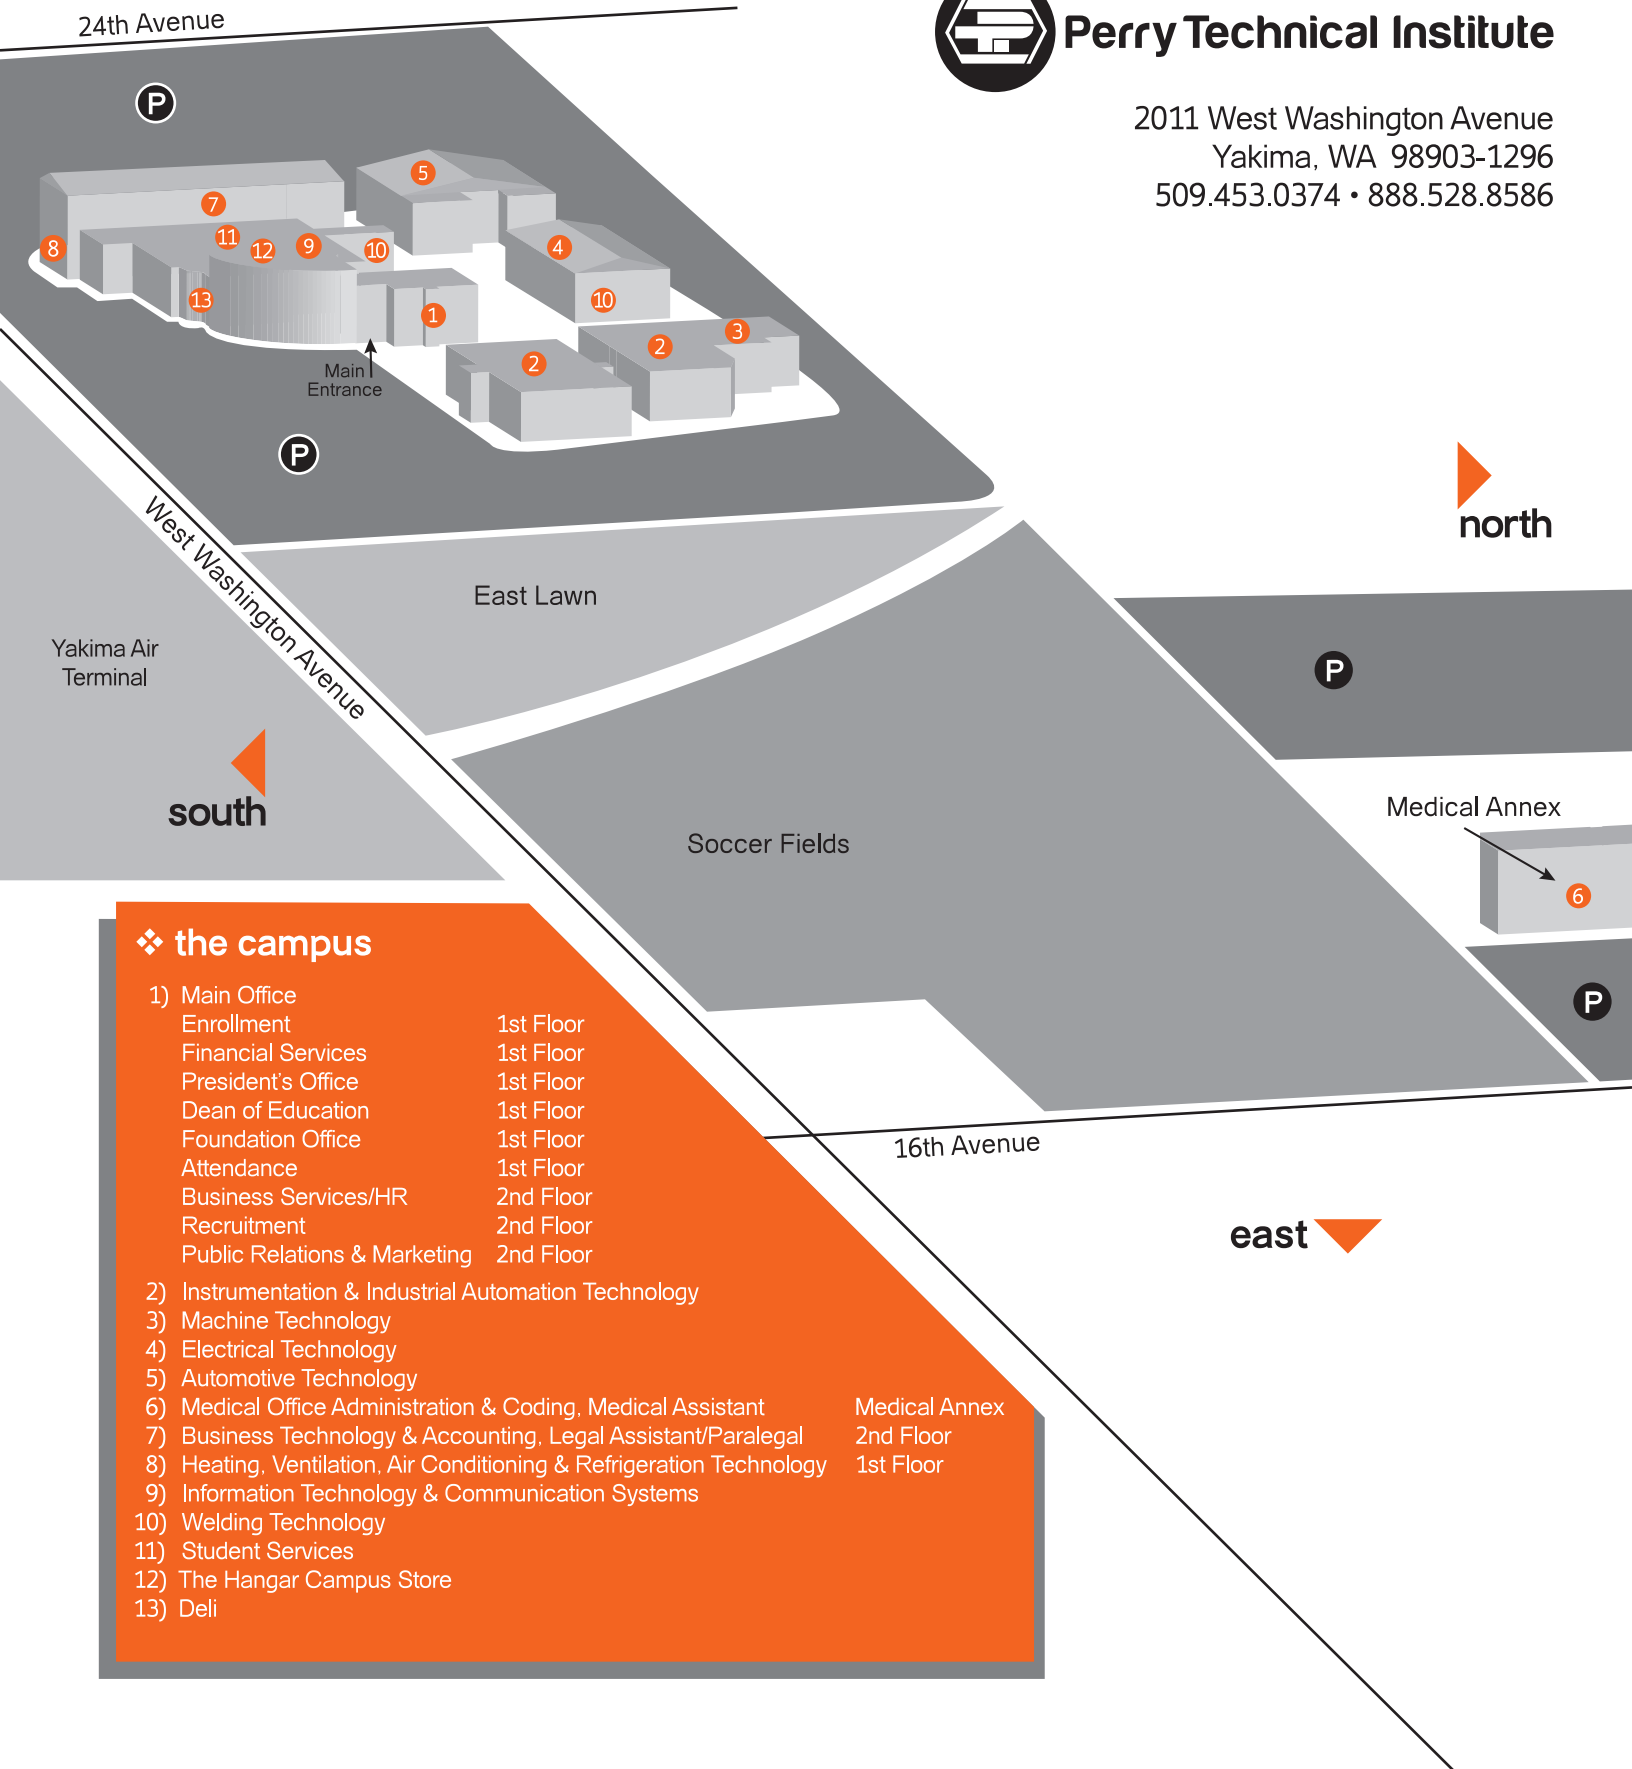 24th Avenue
Perry Technical Institute
2011 West Washington Avenue
Yakima, WA 98903-1296
509.453.0374 • 888.528.8586
P
5
7
8
11
12
9
10
4
13
1
10
3
2
2
Main
Entrance
P
north
West Washington Avenue
East Lawn
Yakima Air
Terminal
P
south
Medical Annex
Soccer Fields
6
P
16th Avenue
east
❖ the campus
1) Main Office
Enrollment 1st Floor
Financial Services 1st Floor
President's Office 1st Floor
Dean of Education 1st Floor
Foundation Office 1st Floor
Attendance 1st Floor
Business Services/HR 2nd Floor
Recruitment 2nd Floor
Public Relations & Marketing 2nd Floor
2) Instrumentation & Industrial Automation Technology
3) Machine Technology
4) Electrical Technology
5) Automotive Technology
6) Medical Office Administration & Coding, Medical Assistant Medical Annex
7) Business Technology & Accounting, Legal Assistant/Paralegal 2nd Floor
8) Heating, Ventilation, Air Conditioning & Refrigeration Technology 1st Floor
9) Information Technology & Communication Systems
10) Welding Technology
11) Student Services
12) The Hangar Campus Store
13) Deli